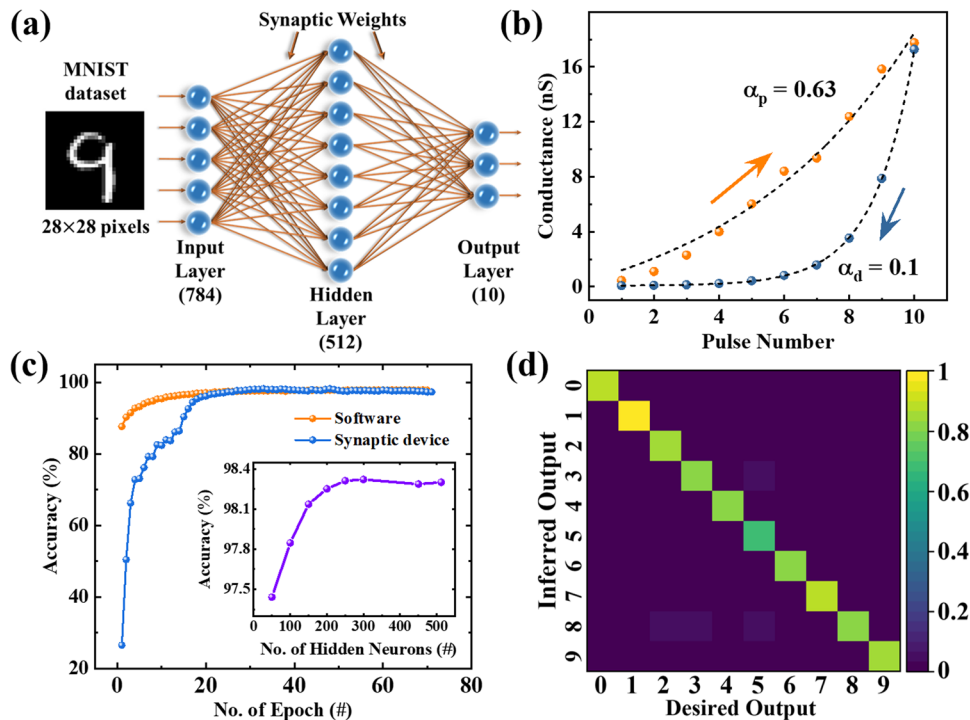 (a)
Synaptic Weights
MNIST
dataset
28×28 pixels
Input
Layer
(784)
Hidden
Layer
(512)
Output
Layer
(10)
(b)
Conductance (nS)
16
12
8
4
0
αp = 0.63
αd = 0.1
0 2 4 6 8 10
Pulse Number
(c)
Accuracy (%)
100
80
60
40
20
Software
Synaptic device
Accuracy (%)
98.4
98.1
97.8
97.5
100 200 300 400 500
No. of Hidden Neurons (#)
0 20 40 60 80
No. of Epoch (#)
(d)
Inferred Output
0
1
2
3
4
5
6
7
8
9
0 1 2 3 4 5 6 7 8 9
Desired Output
1
0.8
0.6
0.4
0.2
0